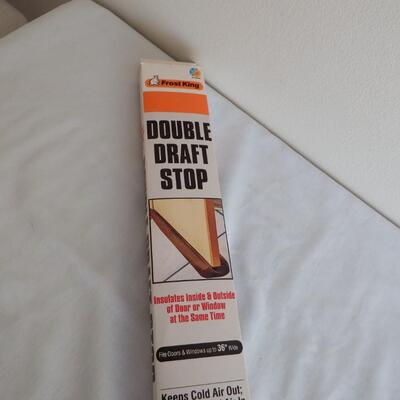 Frost King
DOUBLE
DRAFT
STOP
Insulates Inside & Outside
of Door or Window
at the Same Time
Fits Doors & Windows up to 36" Wide
Keeps Cold Air Out;